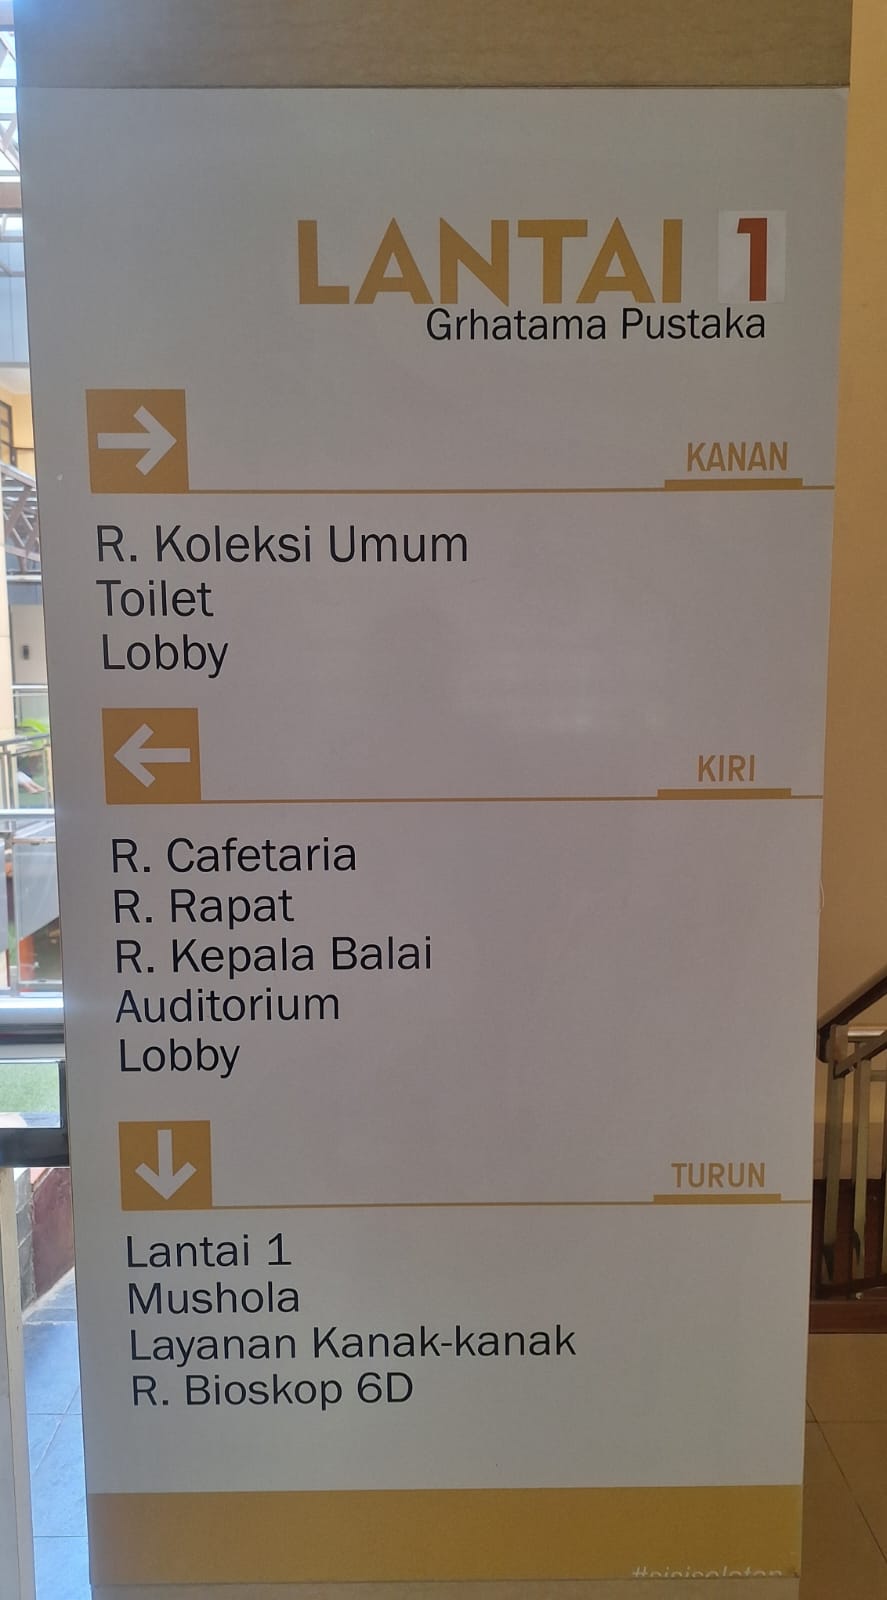 LANTAI 1
Grhatama Pustaka
KANAN
R. Koleksi Umum
Toilet
Lobby
KIRI
R. Cafetaria
R. Rapat
R. Kepala Balai
Auditorium
Lobby
TURUN
Lantai 1
Mushola
Layanan Kanak-kanak
R. Bioskop 6D